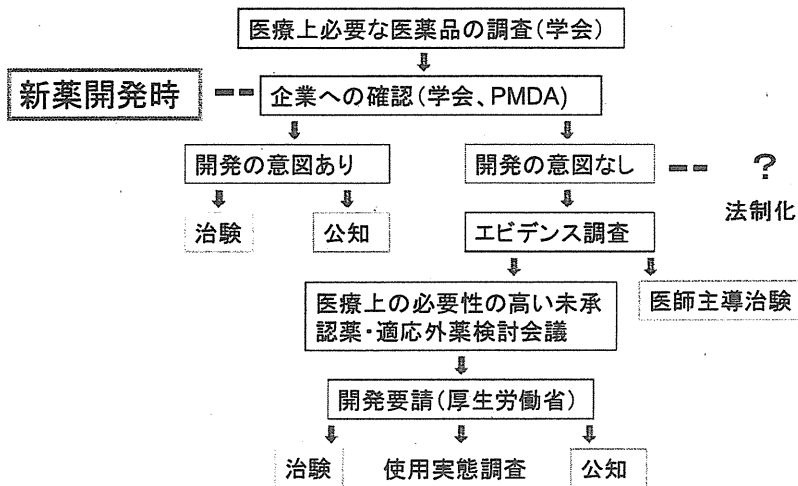 医療上必要な医薬品の調査(学会)
新薬開発時
企業への確認(学会、PMDA)
開発の意図あり
開発の意図なし
?
法制化
治験
公知
エビデンス調査
医療上の必要性の高い未承
認薬・適応外薬検討会議
医師主導治験
開発要請(厚生労働省)
治験
使用実態調査
公知